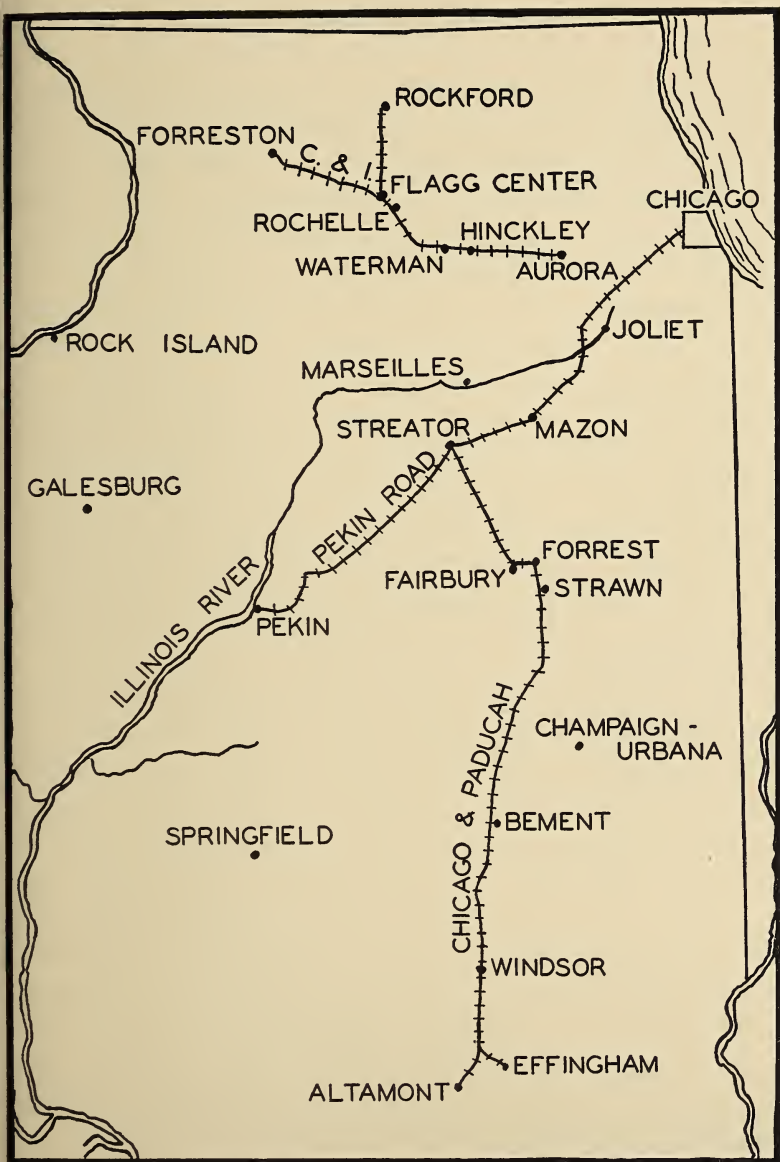 ROCKFORD
FORRESTON
C. & I.
FLAGG CENTER
CHICAGO
ROCHELLE
HINCKLEY
WATERMAN
AURORA
ROCK ISLAND
JOLIET
MARSEILLES
STREATOR
MAZON
GALESBURG
PEKIN ROAD
FORREST
FAIRBURY
STRAWN
ILLINOIS RIVER
PEKIN
CHICAGO & PADUCAH
CHAMPAIGN -
URBANA
BEMENT
SPRINGFIELD
WINDSOR
EFFINGHAM
ALTAMONT